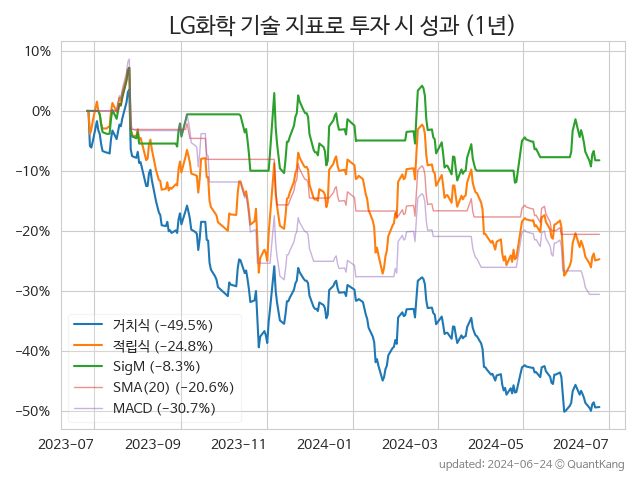 LG화학 기술 지표로 투자 시 성과 (1년)
10%
0%
−10%
−20%
−30%
−40%
−50%
거치식 (−49.5%)
적립식 (−24.8%)
SigM (−8.3%)
SMA(20) (−20.6%)
MACD (−30.7%)
2023-07 2023-09 2023-11 2024-01 2024-03 2024-05 2024-07
updated: 2024-06-24 © QuantKang